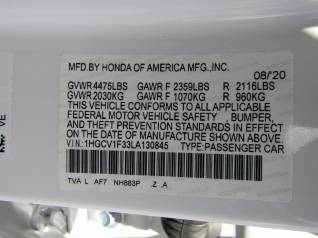 MFD.BY HONDA OF AMERICA MFG.,INC.
08/20
GVWR 4475LBS GAWR F 2359LBS R 2116LBS
GVWR 2030KG GAWR F 1070KG R 960KG
THIS VEHICLE CONFORMS TO ALL APPLICABLE
FEDERAL MOTOR VEHICLE SAFETY, BUMPER,
AND THEFT PREVENTION STANDARDS IN EFFECT
ON THE DATE OF MANUFACTURE SHOWN ABOVE.
V.I.N: 1HGCV1F33LA130845 TYPE: PASSENGER CAR
TVA L AF7 NH883P Z A
VE